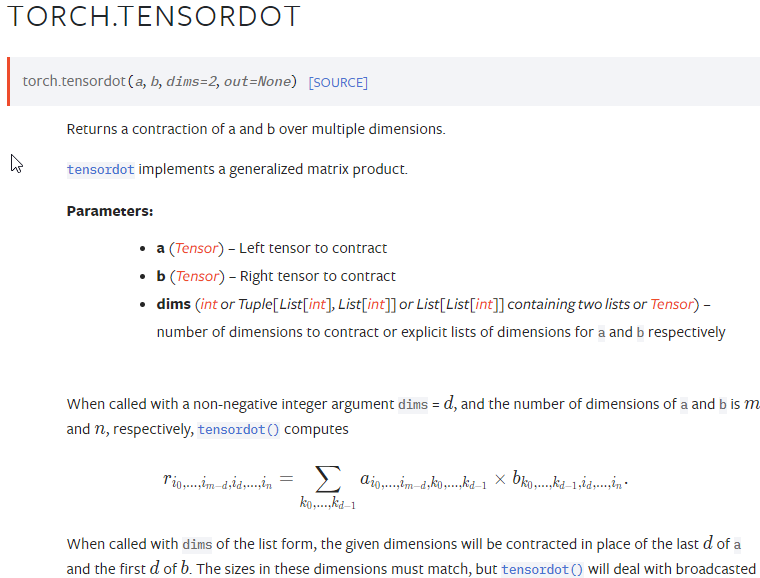 TORCH.TENSORDOT
torch.tensordot(a, b, dims=2, out=None) [SOURCE]
Returns a contraction of a and b over multiple dimensions.
tensordot implements a generalized matrix product.
Parameters:
• a (Tensor) – Left tensor to contract
• b (Tensor) – Right tensor to contract
• dims (int or Tuple[List[int], List[int]] or List[List[int]] containing two lists or Tensor) –
number of dimensions to contract or explicit lists of dimensions for a and b respectively
When called with a non-negative integer argument dims = d, and the number of dimensions of a and b is m
and n, respectively, tensordot() computes
r_{i_0,...,i_{m-d},i_d,...,i_n} = \sum_{k_0,...,k_{d-1}} a_{i_0,...,i_{m-d},k_0,...,k_{d-1}} × b_{k_0,...,k_{d-1},i_d,...,i_n}.
When called with dims of the list form, the given dimensions will be contracted in place of the last d of a
and the first d of b. The sizes in these dimensions must match, but tensordot() will deal with broadcasted